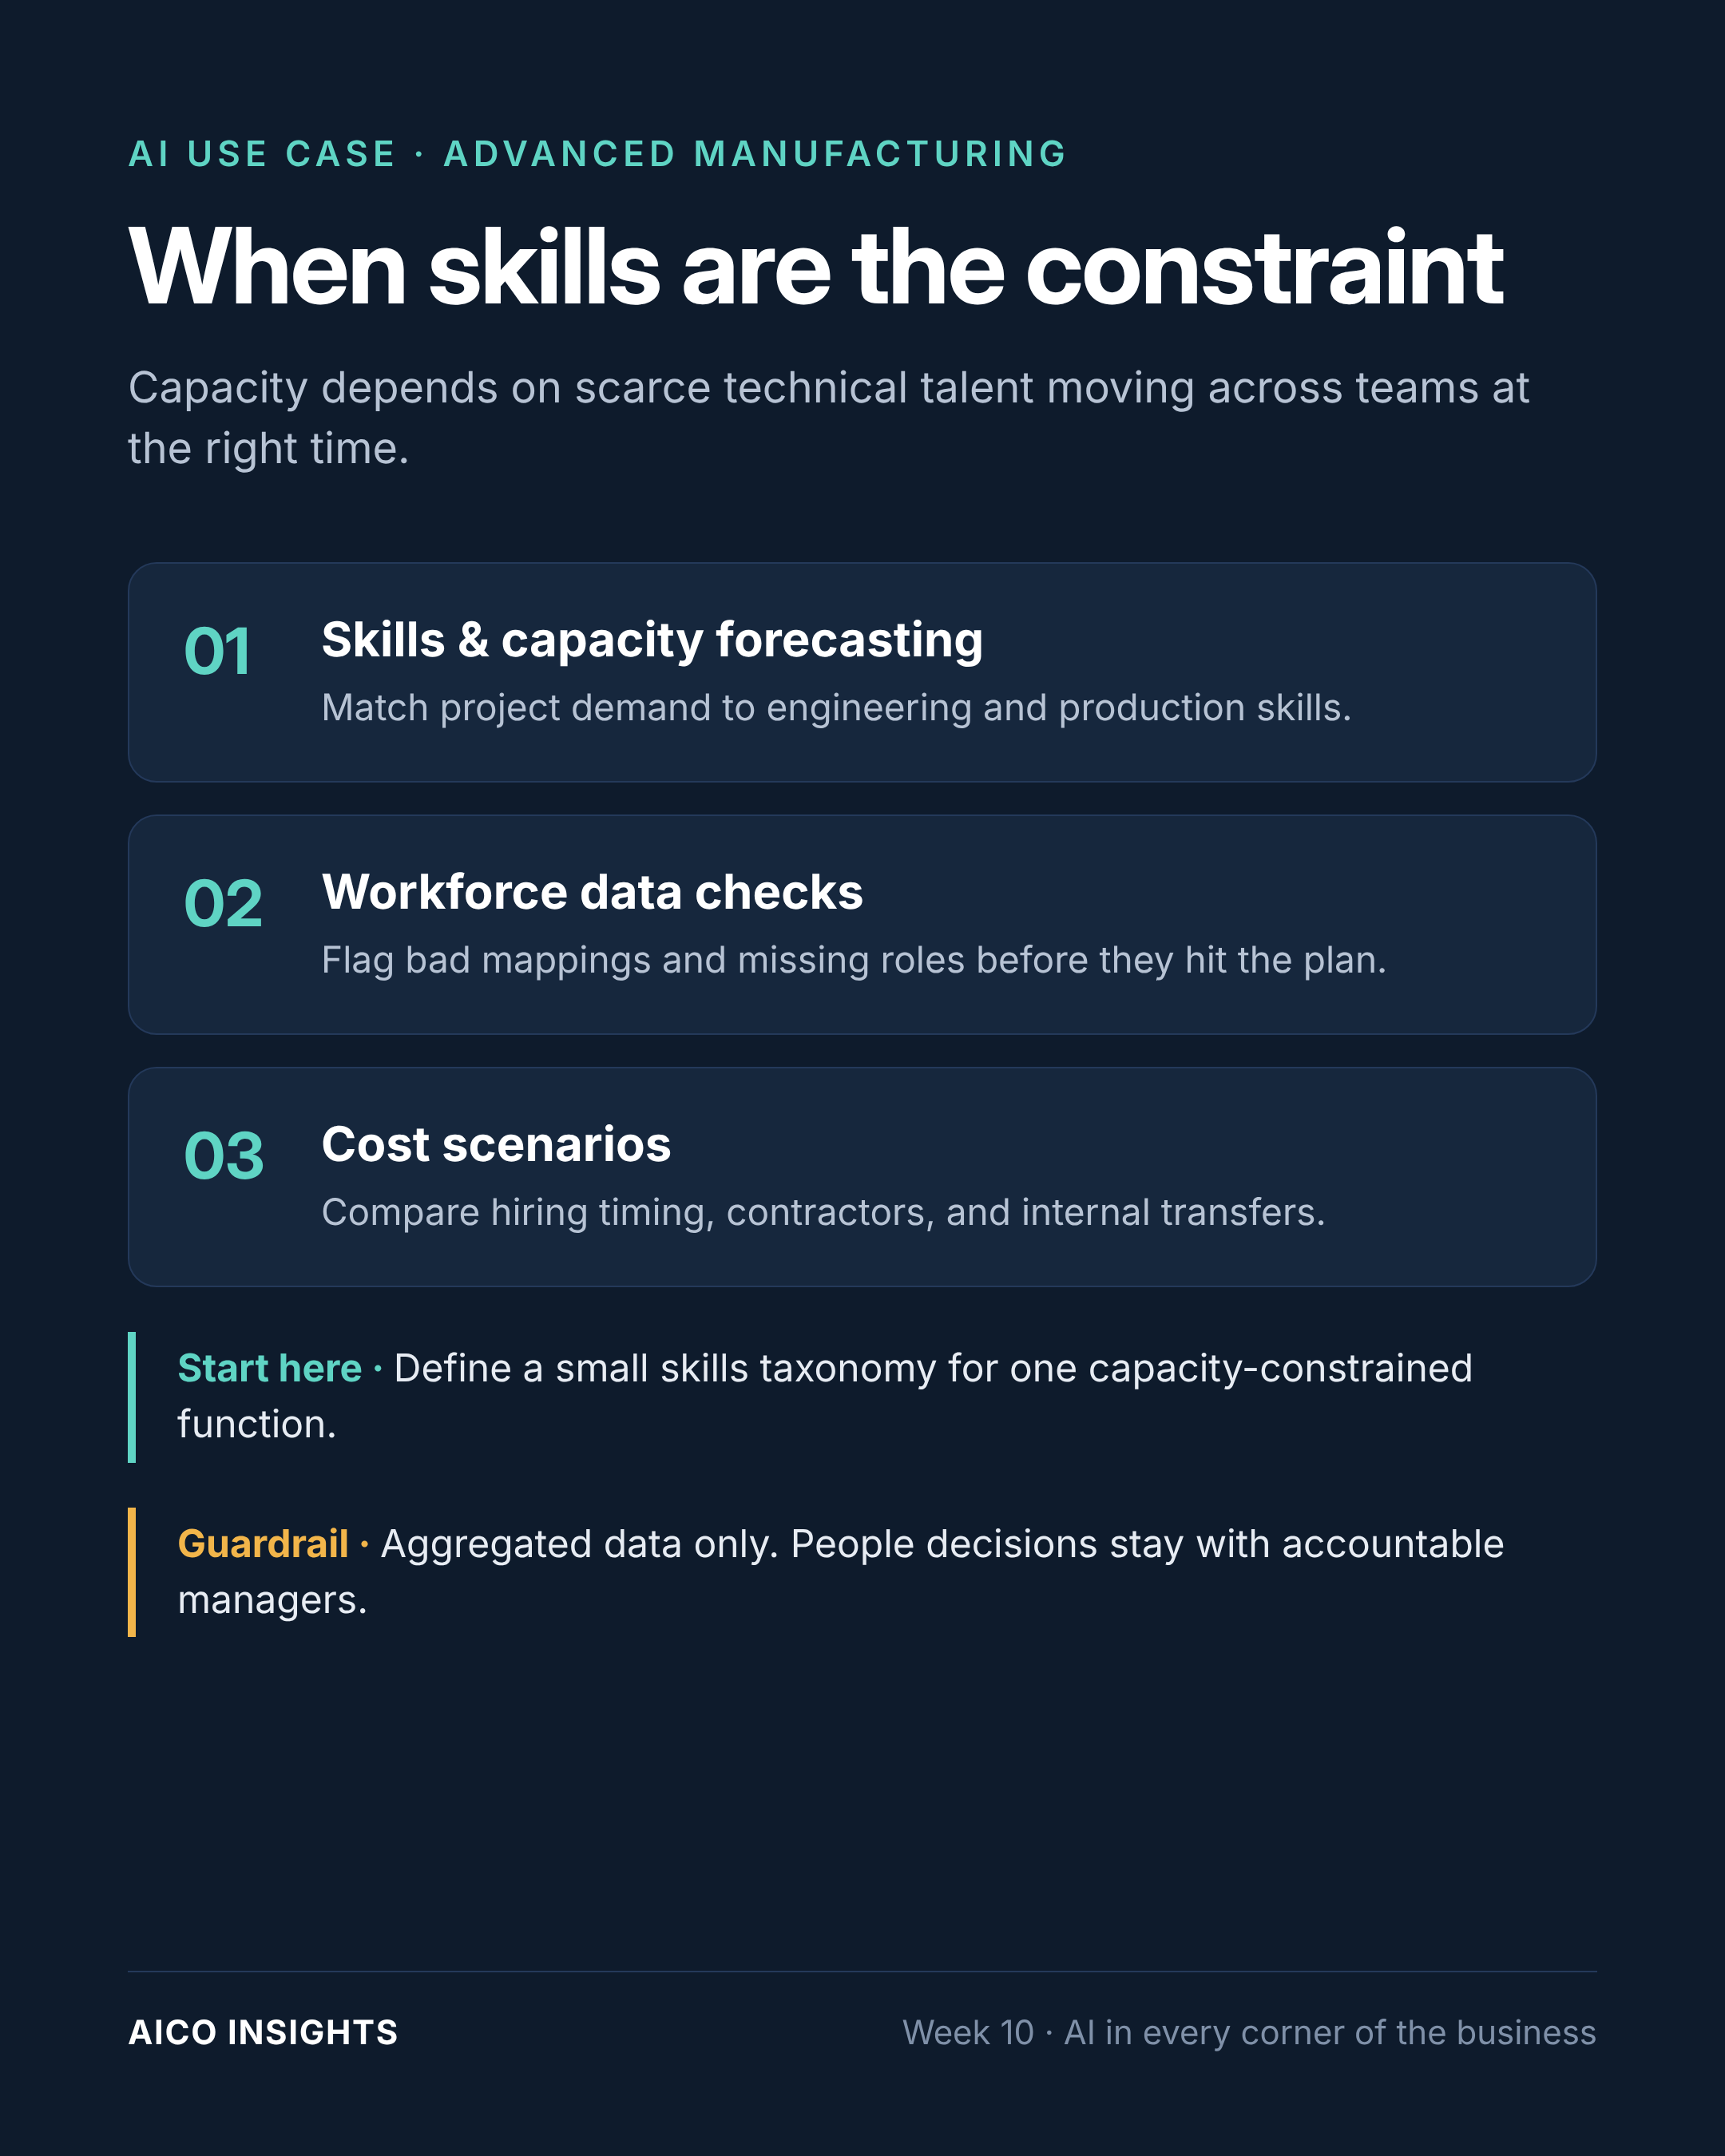 AI USE CASE · ADVANCED MANUFACTURING
When skills are the constraint
Capacity depends on scarce technical talent moving across teams at
the right time.
01
Skills & capacity forecasting
Match project demand to engineering and production skills.
02
Workforce data checks
Flag bad mappings and missing roles before they hit the plan.
03
Cost scenarios
Compare hiring timing, contractors, and internal transfers.
Start here · Define a small skills taxonomy for one capacity-constrained
function.
Guardrail · Aggregated data only. People decisions stay with accountable
managers.
AICO INSIGHTS
Week 10 · AI in every corner of the business